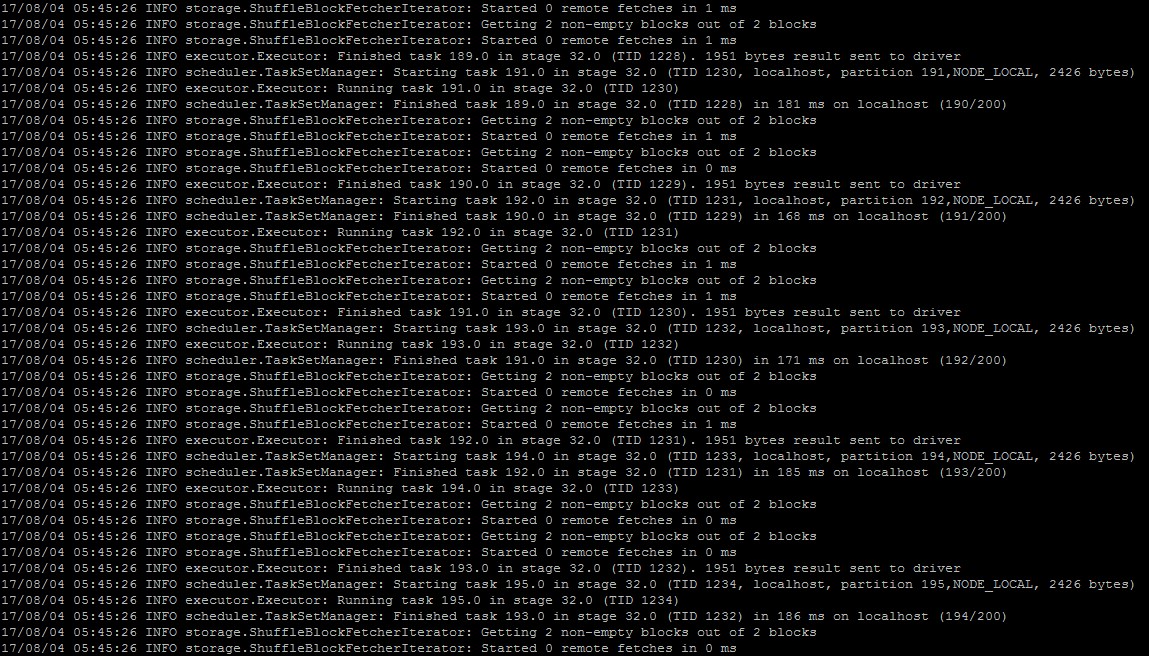 17/08/04 05:45:26 INFO storage.ShuffleBlockFetcherIterator: Started 0 remote fetches in 1 ms
17/08/04 05:45:26 INFO storage.ShuffleBlockFetcherIterator: Getting 2 non-empty blocks out of 2 blocks
17/08/04 05:45:26 INFO storage.ShuffleBlockFetcherIterator: Started 0 remote fetches in 1 ms
17/08/04 05:45:26 INFO executor.Executor: Finished task 189.0 in stage 32.0 (TID 1228). 1951 bytes result sent to driver
17/08/04 05:45:26 INFO scheduler.TaskSetManager: Starting task 191.0 in stage 32.0 (TID 1230, localhost, partition 191,NODE_LOCAL, 2426 bytes)
17/08/04 05:45:26 INFO executor.Executor: Running task 191.0 in stage 32.0 (TID 1230)
17/08/04 05:45:26 INFO scheduler.TaskSetManager: Finished task 189.0 in stage 32.0 (TID 1228) in 181 ms on localhost (190/200)
17/08/04 05:45:26 INFO storage.ShuffleBlockFetcherIterator: Getting 2 non-empty blocks out of 2 blocks
17/08/04 05:45:26 INFO storage.ShuffleBlockFetcherIterator: Started 0 remote fetches in 1 ms
17/08/04 05:45:26 INFO storage.ShuffleBlockFetcherIterator: Getting 2 non-empty blocks out of 2 blocks
17/08/04 05:45:26 INFO storage.ShuffleBlockFetcherIterator: Started 0 remote fetches in 0 ms
17/08/04 05:45:26 INFO executor.Executor: Finished task 190.0 in stage 32.0 (TID 1229). 1951 bytes result sent to driver
17/08/04 05:45:26 INFO scheduler.TaskSetManager: Starting task 192.0 in stage 32.0 (TID 1231, localhost, partition 192,NODE_LOCAL, 2426 bytes)
17/08/04 05:45:26 INFO scheduler.TaskSetManager: Finished task 190.0 in stage 32.0 (TID 1229) in 168 ms on localhost (191/200)
17/08/04 05:45:26 INFO executor.Executor: Running task 192.0 in stage 32.0 (TID 1231)
17/08/04 05:45:26 INFO storage.ShuffleBlockFetcherIterator: Getting 2 non-empty blocks out of 2 blocks
17/08/04 05:45:26 INFO storage.ShuffleBlockFetcherIterator: Started 0 remote fetches in 1 ms
17/08/04 05:45:26 INFO storage.ShuffleBlockFetcherIterator: Getting 2 non-empty blocks out of 2 blocks
17/08/04 05:45:26 INFO storage.ShuffleBlockFetcherIterator: Started 0 remote fetches in 1 ms
17/08/04 05:45:26 INFO executor.Executor: Finished task 191.0 in stage 32.0 (TID 1230). 1951 bytes result sent to driver
17/08/04 05:45:26 INFO scheduler.TaskSetManager: Starting task 193.0 in stage 32.0 (TID 1232, localhost, partition 193,NODE_LOCAL, 2426 bytes)
17/08/04 05:45:26 INFO executor.Executor: Running task 193.0 in stage 32.0 (TID 1232)
17/08/04 05:45:26 INFO scheduler.TaskSetManager: Finished task 191.0 in stage 32.0 (TID 1230) in 171 ms on localhost (192/200)
17/08/04 05:45:26 INFO storage.ShuffleBlockFetcherIterator: Getting 2 non-empty blocks out of 2 blocks
17/08/04 05:45:26 INFO storage.ShuffleBlockFetcherIterator: Started 0 remote fetches in 0 ms
17/08/04 05:45:26 INFO storage.ShuffleBlockFetcherIterator: Getting 2 non-empty blocks out of 2 blocks
17/08/04 05:45:26 INFO storage.ShuffleBlockFetcherIterator: Started 0 remote fetches in 1 ms
17/08/04 05:45:26 INFO executor.Executor: Finished task 192.0 in stage 32.0 (TID 1231). 1951 bytes result sent to driver
17/08/04 05:45:26 INFO scheduler.TaskSetManager: Starting task 194.0 in stage 32.0 (TID 1233, localhost, partition 194,NODE_LOCAL, 2426 bytes)
17/08/04 05:45:26 INFO scheduler.TaskSetManager: Finished task 192.0 in stage 32.0 (TID 1231) in 185 ms on localhost (193/200)
17/08/04 05:45:26 INFO executor.Executor: Running task 194.0 in stage 32.0 (TID 1233)
17/08/04 05:45:26 INFO storage.ShuffleBlockFetcherIterator: Getting 2 non-empty blocks out of 2 blocks
17/08/04 05:45:26 INFO storage.ShuffleBlockFetcherIterator: Started 0 remote fetches in 0 ms
17/08/04 05:45:26 INFO storage.ShuffleBlockFetcherIterator: Getting 2 non-empty blocks out of 2 blocks
17/08/04 05:45:26 INFO storage.ShuffleBlockFetcherIterator: Started 0 remote fetches in 0 ms
17/08/04 05:45:26 INFO executor.Executor: Finished task 193.0 in stage 32.0 (TID 1232). 1951 bytes result sent to driver
17/08/04 05:45:26 INFO scheduler.TaskSetManager: Starting task 195.0 in stage 32.0 (TID 1234, localhost, partition 195,NODE_LOCAL, 2426 bytes)
17/08/04 05:45:26 INFO executor.Executor: Running task 195.0 in stage 32.0 (TID 1234)
17/08/04 05:45:26 INFO scheduler.TaskSetManager: Finished task 193.0 in stage 32.0 (TID 1232) in 186 ms on localhost (194/200)
17/08/04 05:45:26 INFO storage.ShuffleBlockFetcherIterator: Getting 2 non-empty blocks out of 2 blocks
17/08/04 05:45:26 INFO storage.ShuffleBlockFetcherIterator: Started 0 remote fetches in 0 ms